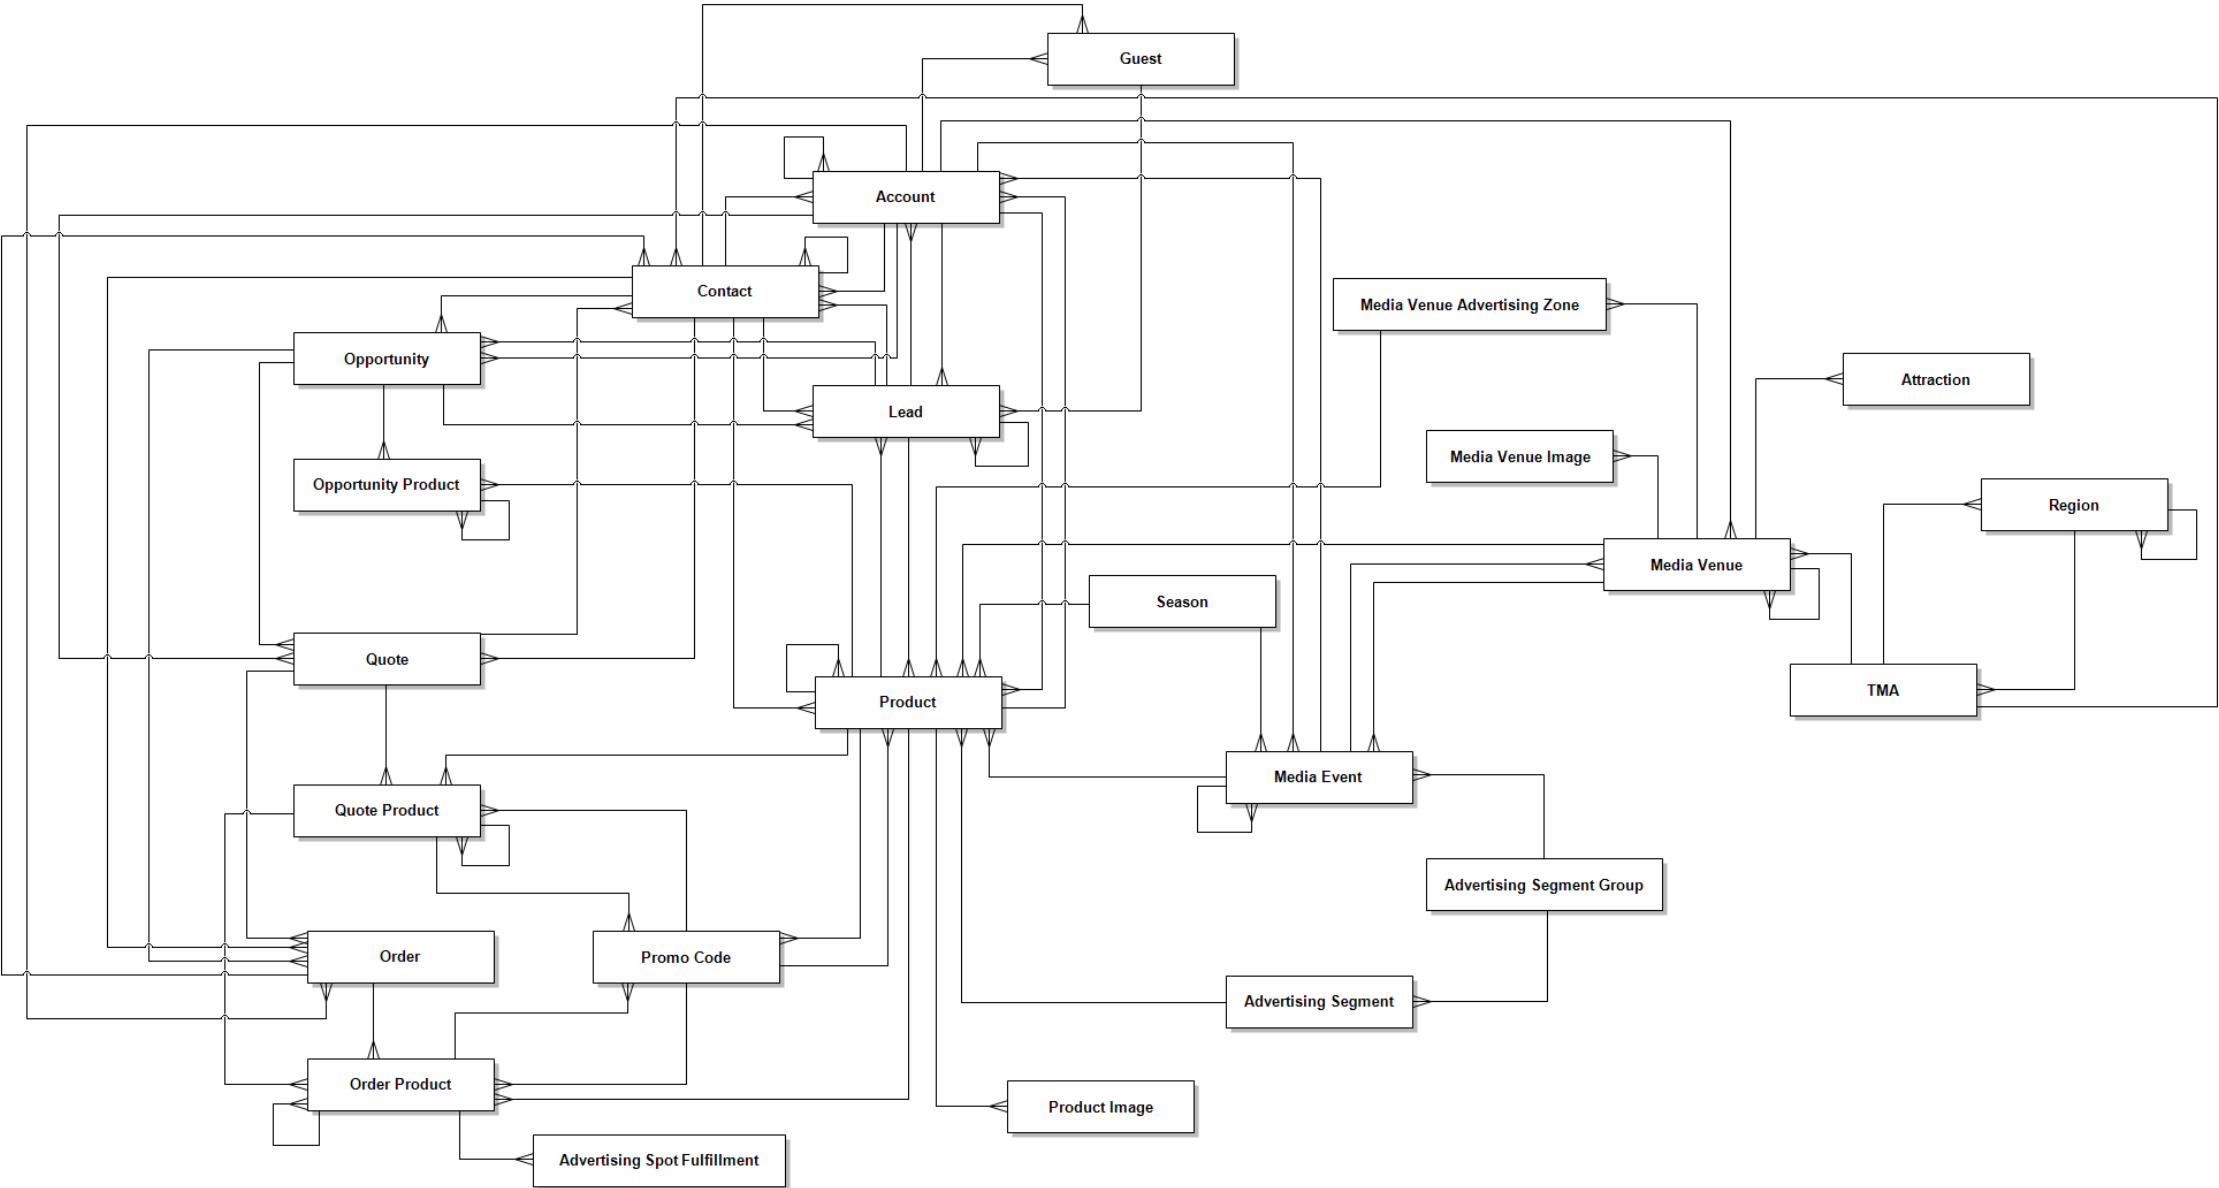 Guest
Account
Contact
Media Venue Advertising Zone
Opportunity
Attraction
Lead
Media Venue Image
Opportunity Product
Region
Media Venue
Season
Quote
TMA
Product
Media Event
Quote Product
Advertising Segment Group
Order
Promo Code
Advertising Segment
Order Product
Product Image
Advertising Spot Fulfillment